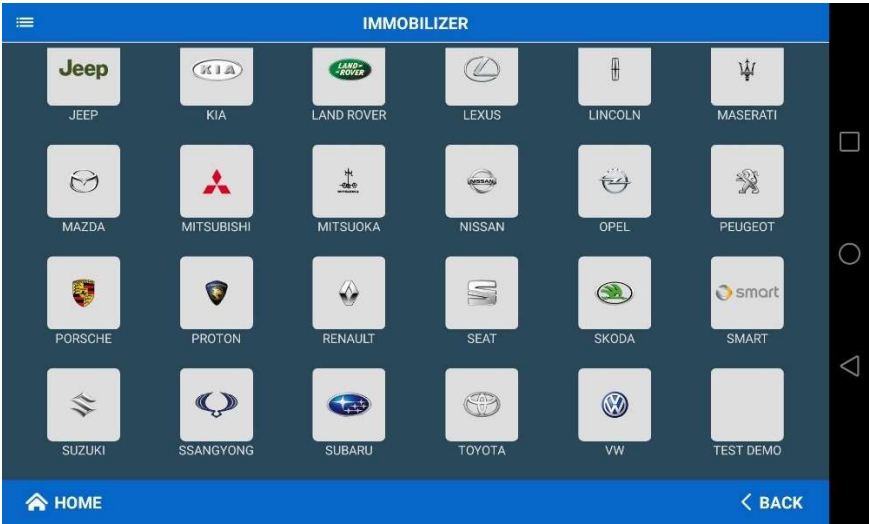 IMMOBILIZER
Jeep KIA LAND-ROVER
JEEP KIA LAND ROVER LEXUS LINCOLN MASERATI
NISSAN
MAZDA MITSUBISHI MITSUOKA NISSAN OPEL PEUGEOT
smart
PORSCHE PROTON RENAULT SEAT SKODA SMART
SUZUKI SSANGYONG SUBARU TOYOTA VW TEST DEMO
HOME BACK